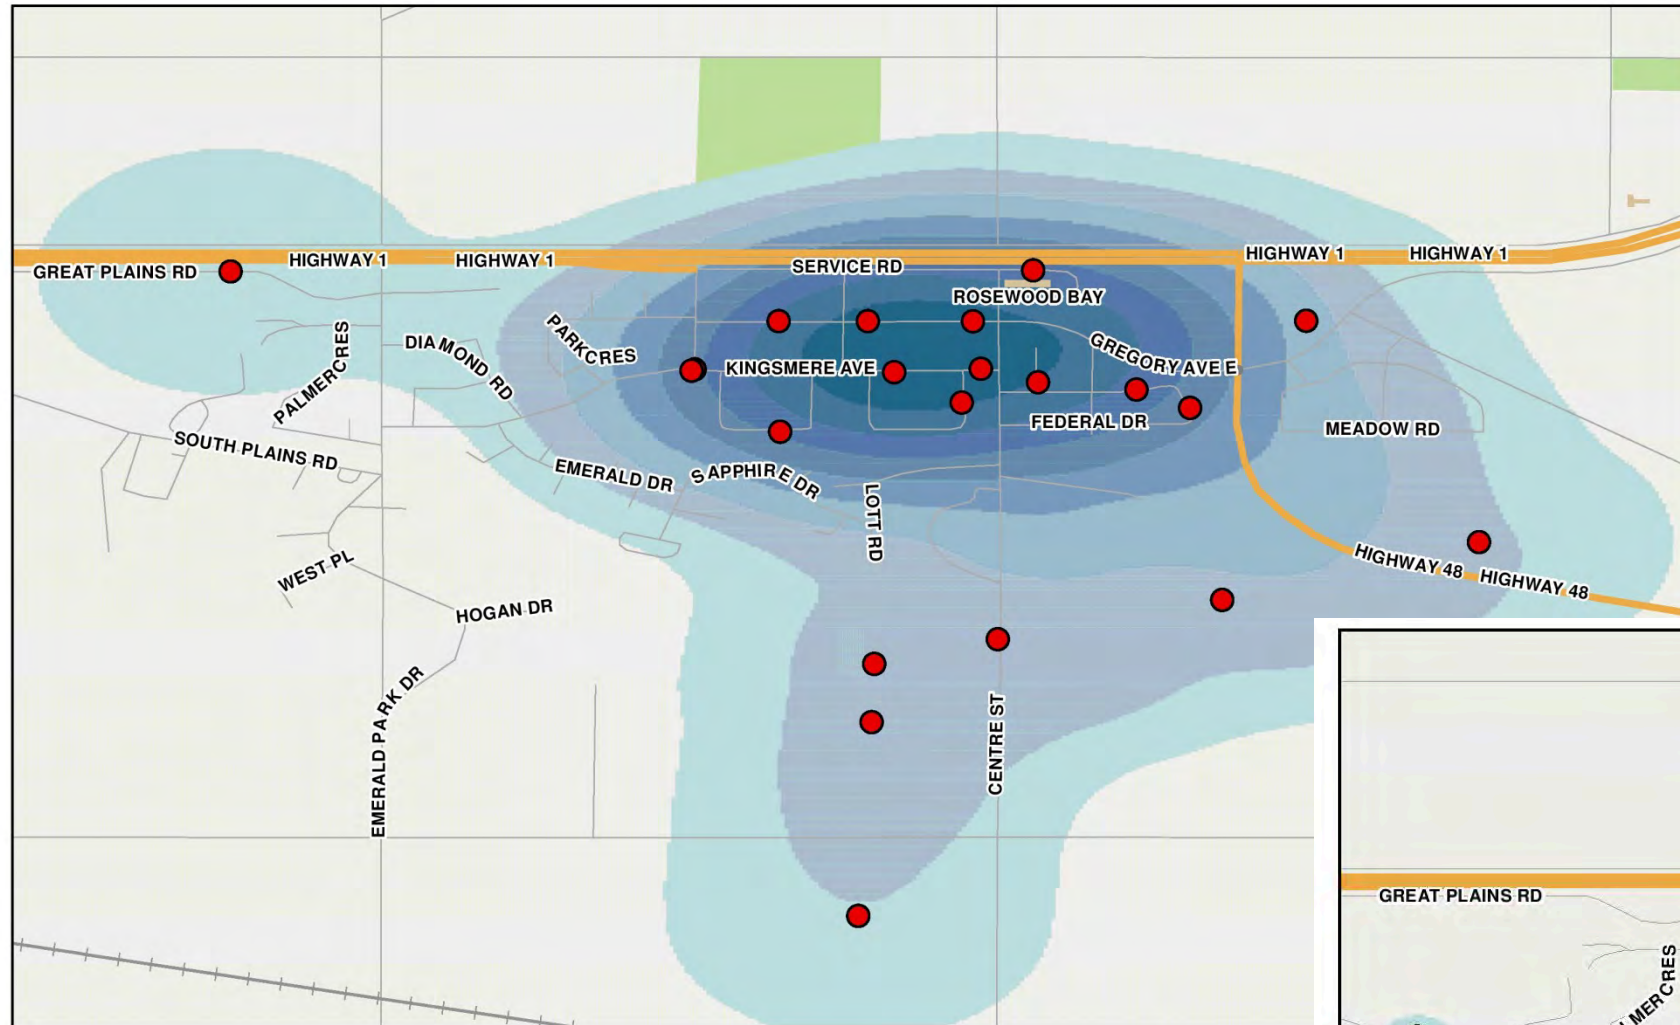 HIGHWAY 1
HIGHWAY 1
HIGHWAY 1
HIGHWAY 1
GREAT PLAINS RD
SERVICE RD
ROSEWOOD BAY
PALMER CRES
DIAMOND RD
PARK CRES
KINGSMERE AVE
GREGORY AVE E
FEDERAL DR
MEADOW RD
SOUTH PLAINS RD
EMERALD DR
SAPPHIRE DR
LOTT RD
WEST PL
HOGAN DR
HIGHWAY 48
HIGHWAY 48
EMERALD PARK DR
CENTRE ST
GREAT PLAINS RD
LMER CRES